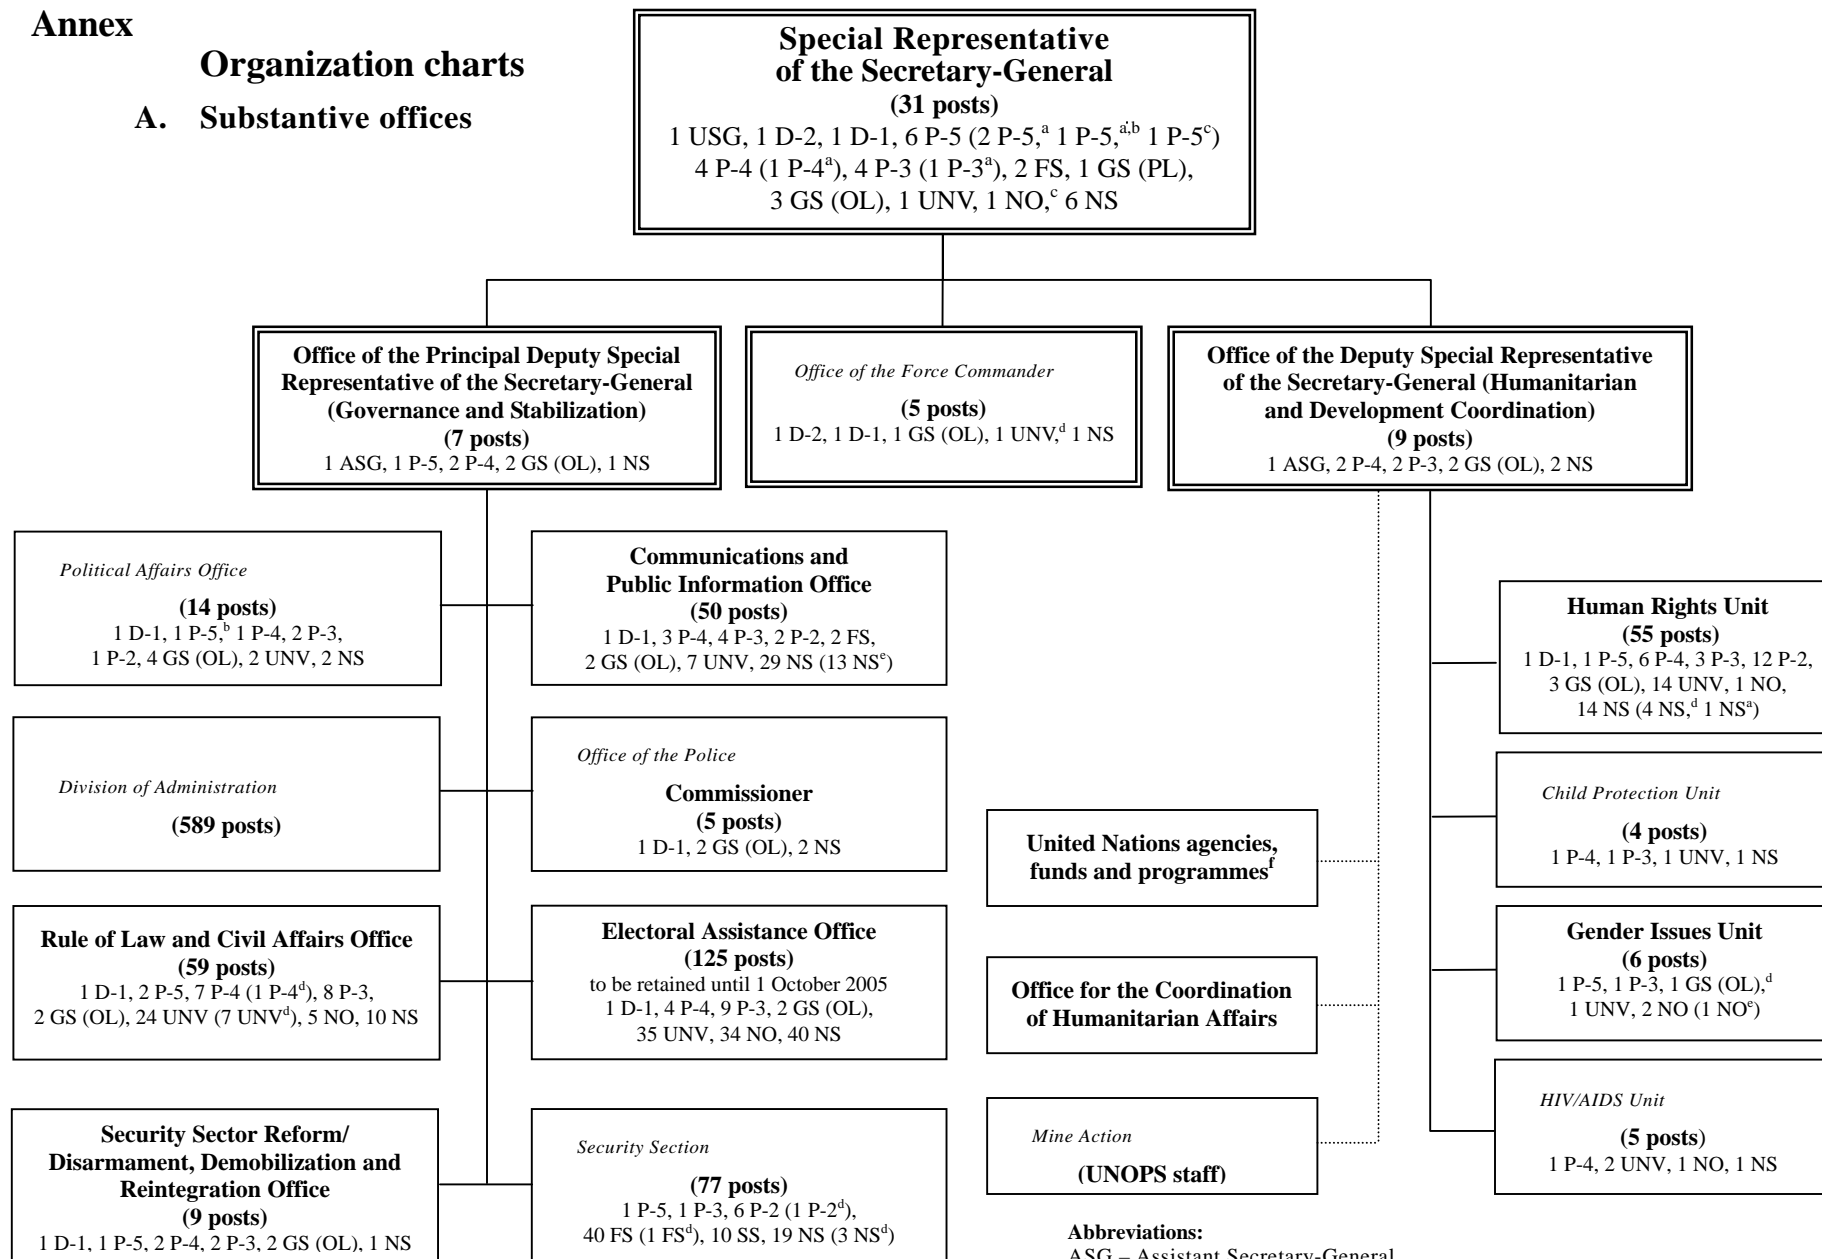 Annex
Organization charts
A. Substantive offices
Special Representative
of the Secretary-General
(31 posts)
1 USG, 1 D-2, 1 D-1, 6 P-5 (2 P-5,a 1 P-5,a,b 1 P-5c)
4 P-4 (1 P-4a), 4 P-3 (1 P-3a), 2 FS, 1 GS (PL),
3 GS (OL), 1 UNV, 1 NO,c 6 NS
Office of the Principal Deputy Special
Representative of the Secretary-General
(Governance and Stabilization)
(7 posts)
1 ASG, 1 P-5, 2 P-4, 2 GS (OL), 1 NS
Office of the Force Commander
(5 posts)
1 D-2, 1 D-1, 1 GS (OL), 1 UNV,d 1 NS
Office of the Deputy Special Representative
of the Secretary-General (Humanitarian
and Development Coordination)
(9 posts)
1 ASG, 2 P-4, 2 P-3, 2 GS (OL), 2 NS
Political Affairs Office
(14 posts)
1 D-1, 1 P-5,b 1 P-4, 2 P-3,
1 P-2, 4 GS (OL), 2 UNV, 2 NS
Communications and
Public Information Office
(50 posts)
1 D-1, 3 P-4, 4 P-3, 2 P-2, 2 FS,
2 GS (OL), 7 UNV, 29 NS (13 NSe)
Division of Administration
(589 posts)
Office of the Police
Commissioner
(5 posts)
1 D-1, 2 GS (OL), 2 NS
Rule of Law and Civil Affairs Office
(59 posts)
1 D-1, 2 P-5, 7 P-4 (1 P-4d), 8 P-3,
2 GS (OL), 24 UNV (7 UNVd), 5 NO, 10 NS
Electoral Assistance Office
(125 posts)
to be retained until 1 October 2005
1 D-1, 4 P-4, 9 P-3, 2 GS (OL),
35 UNV, 34 NO, 40 NS
Security Sector Reform/
Disarmament, Demobilization and
Reintegration Office
(9 posts)
1 D-1, 1 P-5, 2 P-4, 2 P-3, 2 GS (OL), 1 NS
Security Section
(77 posts)
1 P-5, 1 P-3, 6 P-2 (1 P-2d),
40 FS (1 FSd), 10 SS, 19 NS (3 NSd)
United Nations agencies,
funds and programmesf
Office for the Coordination
of Humanitarian Affairs
Mine Action
(UNOPS staff)
Human Rights Unit
(55 posts)
1 D-1, 1 P-5, 6 P-4, 3 P-3, 12 P-2,
3 GS (OL), 14 UNV, 1 NO,
14 NS (4 NS,d 1 NSa)
Child Protection Unit
(4 posts)
1 P-4, 1 P-3, 1 UNV, 1 NS
Gender Issues Unit
(6 posts)
1 P-5, 1 P-3, 1 GS (OL),d
1 UNV, 2 NO (1 NOe)
HIV/AIDS Unit
(5 posts)
1 P-4, 2 UNV, 1 NO, 1 NS
Abbreviations:
ASG – Assistant Secretary-General